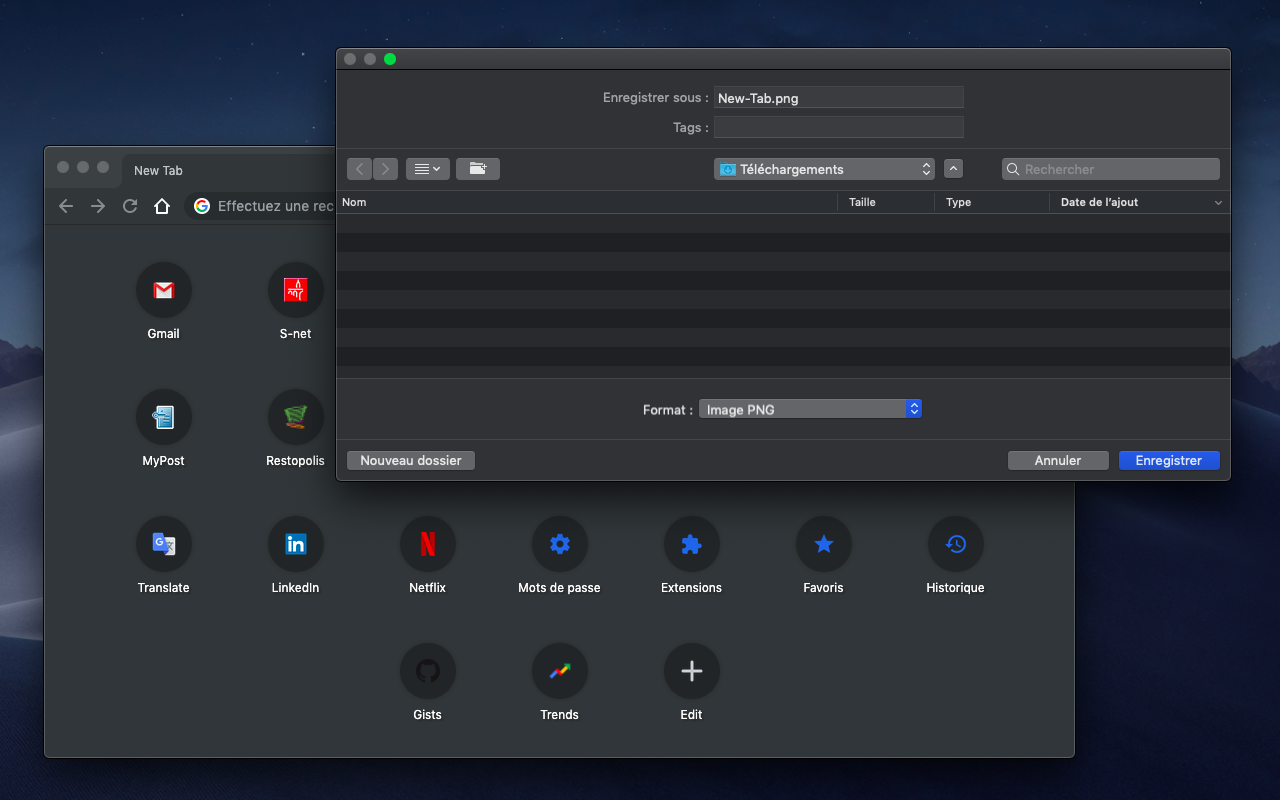 Enregistrer sous :
New-Tab.png
Tags :
Téléchargements
Rechercher
Nom
Taille
Type
Date de l'ajout
Format :
Image PNG
Nouveau dossier
Annuler
Enregistrer
New Tab
Effectuez une rec
Gmail
S-net
MyPost
Restopolis
Translate
LinkedIn
Netflix
Mots de passe
Extensions
Favoris
Historique
Gists
Trends
Edit